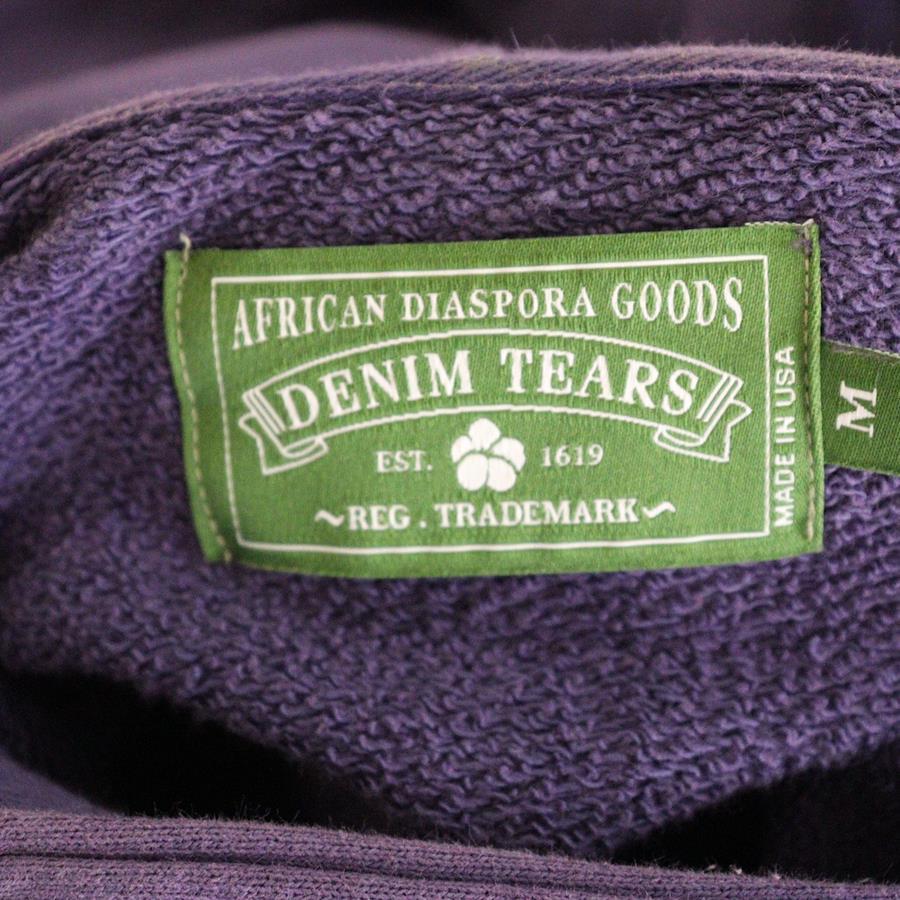 AFRICAN DIASPORA GOODS
DENIM TEARS
EST. 1619
~REG. TRADEMARK~
MADE IN USA
M